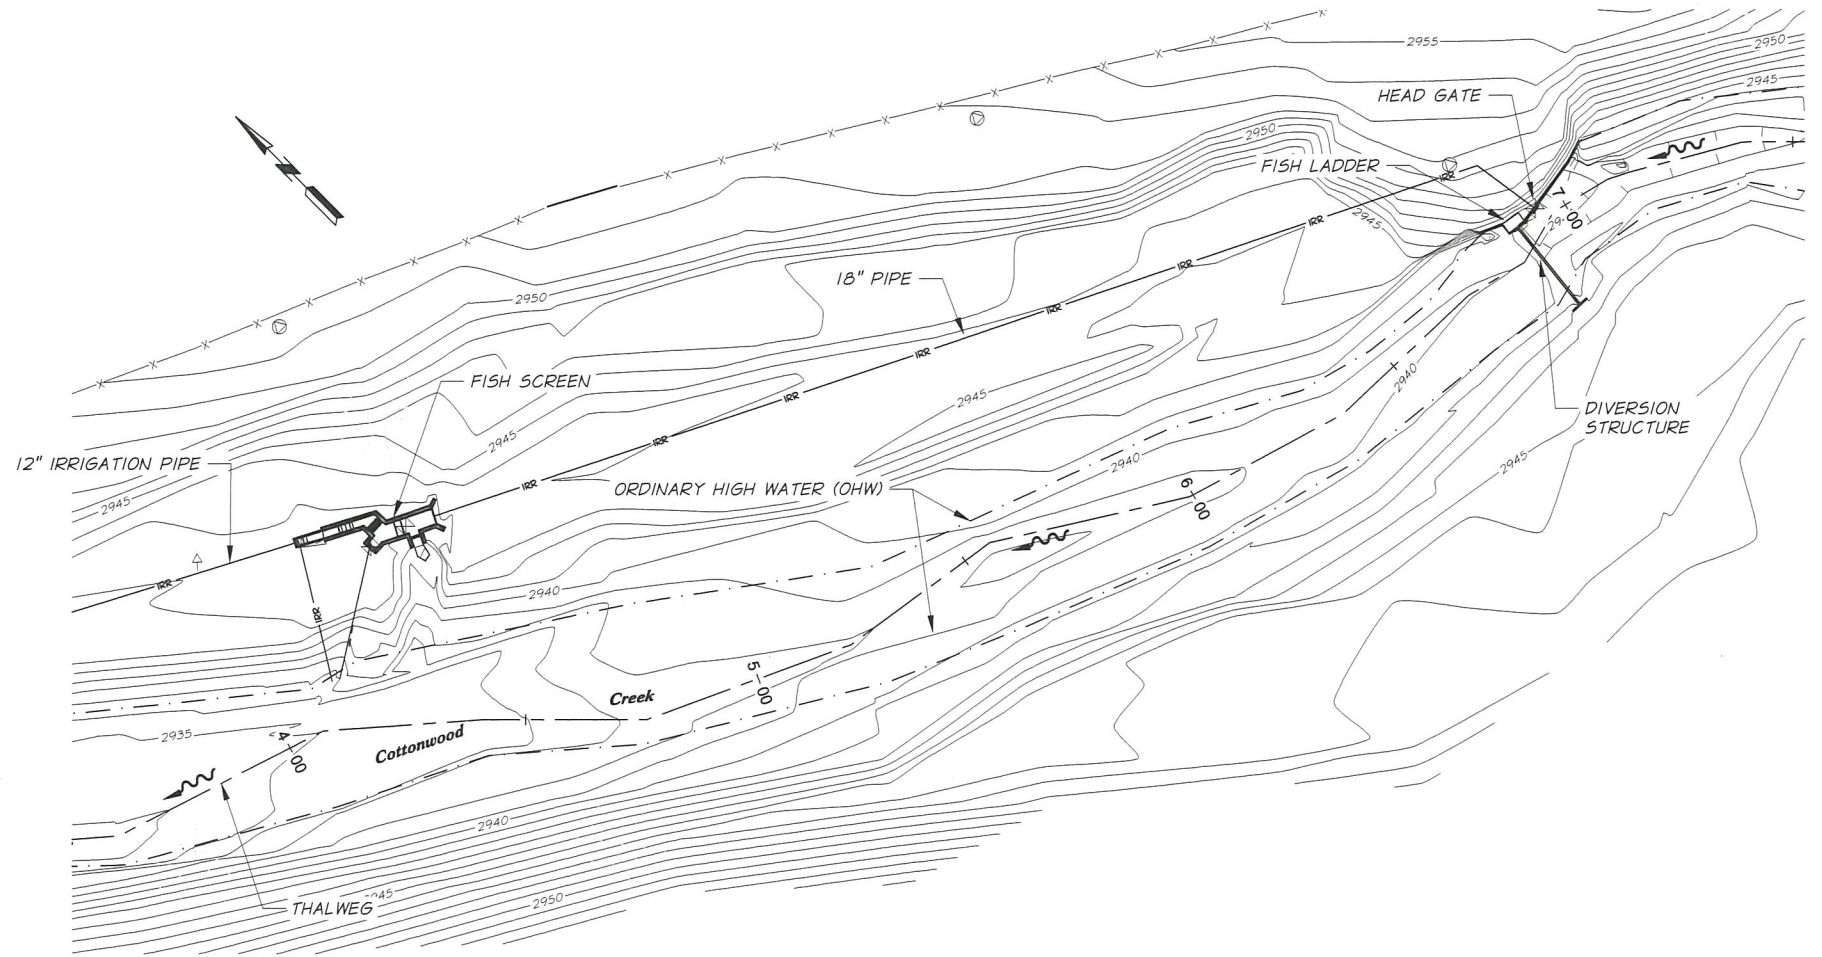 2955
2950
2945
HEAD GATE
2950
FISH LADDER
IRR
2945
IRR
7+00
29
18" PIPE
IRR
2950
IRR
IRR
FISH SCREEN
IRR
2940
2945
DIVERSION
STRUCTURE
2945
IRR
12" IRRIGATION PIPE
2940
2945
IRR
ORDINARY HIGH WATER (OHW)
6+00
2945
IRR
2940
IRR
5+00
Creek
2935
Cottonwood
4+00
2940
945
2950
THALWEG